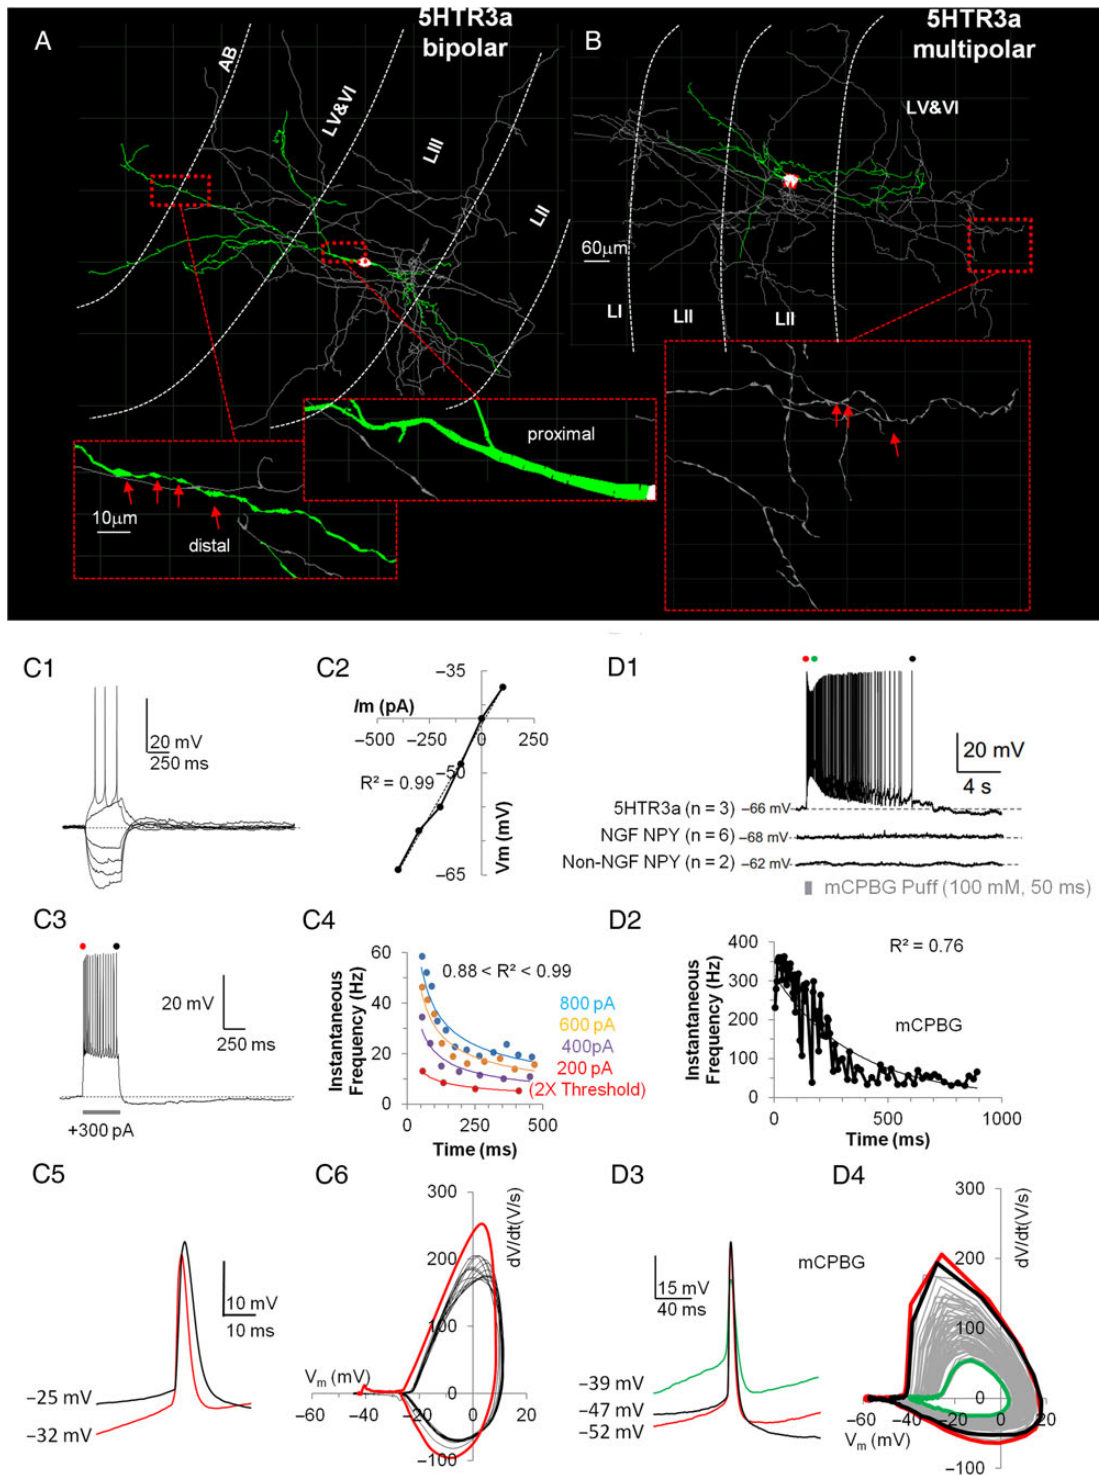 A
5HTR3a
bipolar
AB
LV&VI
LIII
LII
proximal
10μm
distal
B
5HTR3a
multipolar
LV&VI
60μm
LI
LII
LII
C1
20 mV
250 ms
C2
Im (pA)
−35
−500 −250 0 250
R² = 0.99
−50
Vm (mV)
−65
D1
20 mV
4 s
5HTR3a (n = 3) −66 mV
NGF NPY (n = 6) −68 mV
Non-NGF NPY (n = 2) −62 mV
mCPBG Puff (100 mM, 50 ms)
C3
20 mV
250 ms
+300 pA
C4
Instantaneous
Frequency (Hz)
60
40
20
0
0 250 500
Time (ms)
0.88 < R² < 0.99
800 pA
600 pA
400pA
200 pA
(2X Threshold)
D2
Instantaneous
Frequency (Hz)
400
300
200
100
0
0 500 1000
Time (ms)
R² = 0.76
mCPBG
C5
10 mV
10 ms
−25 mV
−32 mV
C6
300
200
100
0
−100
dV/dt(V/s)
Vm (mV)
−60 −40 −20 0 20
D3
15 mV
40 ms
mCPBG
−39 mV
−47 mV
−52 mV
D4
300
200
100
0
−100
dV/dt(V/s)
−60 −40 −20 0 20
Vm (mV)